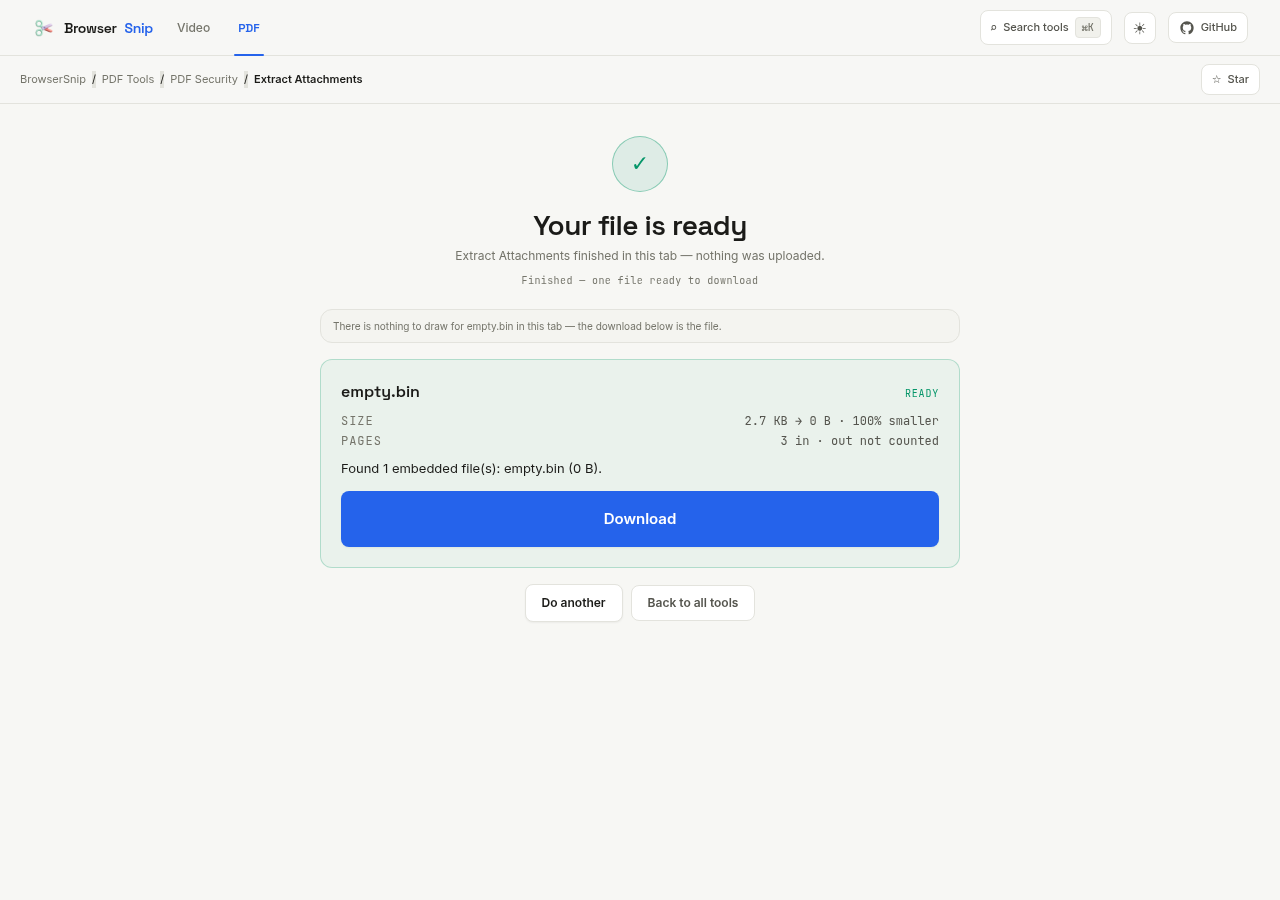 Browser Snip Video PDF Search tools ⌘K GitHub
BrowserSnip / PDF Tools / PDF Security / Extract Attachments ☆ Star
✓
Your file is ready
Extract Attachments finished in this tab — nothing was uploaded.
Finished — one file ready to download
There is nothing to draw for empty.bin in this tab — the download below is the file.
empty.bin READY
SIZE 2.7 KB → 0 B · 100% smaller
PAGES 3 in · out not counted
Found 1 embedded file(s): empty.bin (0 B).
Download
Do another Back to all tools